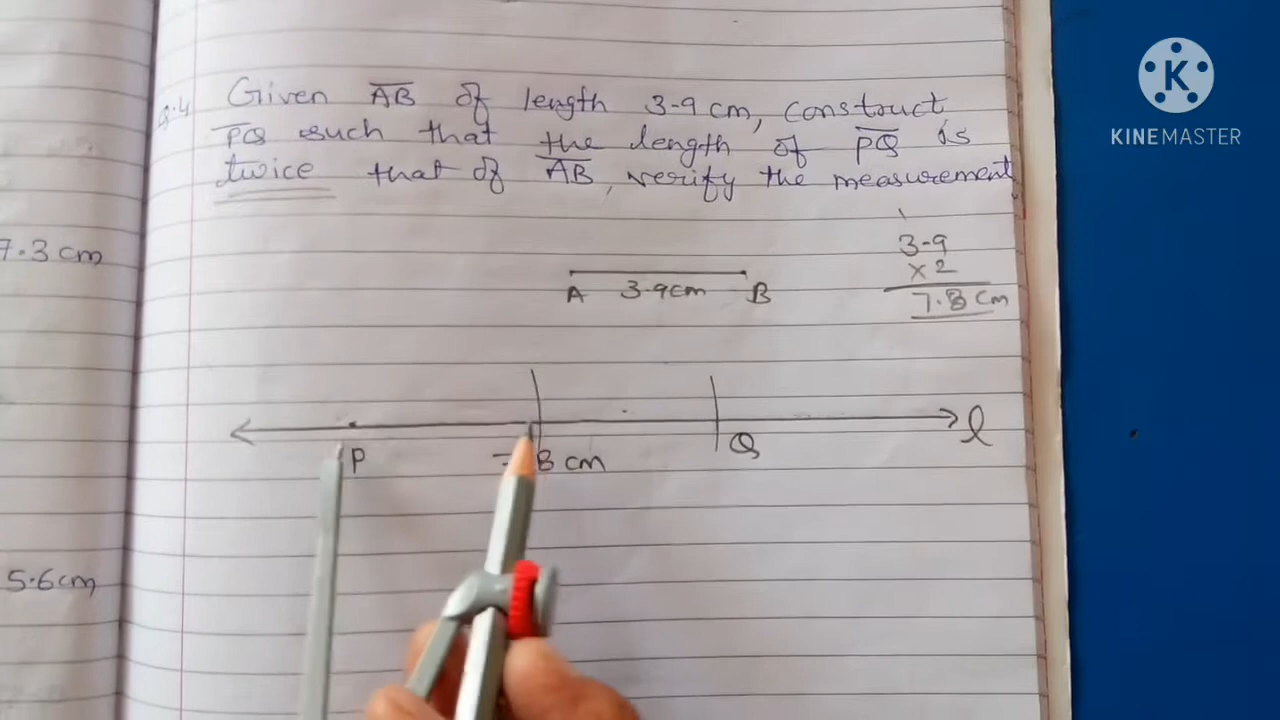 Q.4 Given AB of length 3.9 cm, construct
PQ such that the length of PQ is
twice that of AB, verify the measurement.
7.3 cm
3.9
x 2
7.8 cm
A 3.9cm B
P Q l
8 cm
5.6cm
K
KINEMASTER